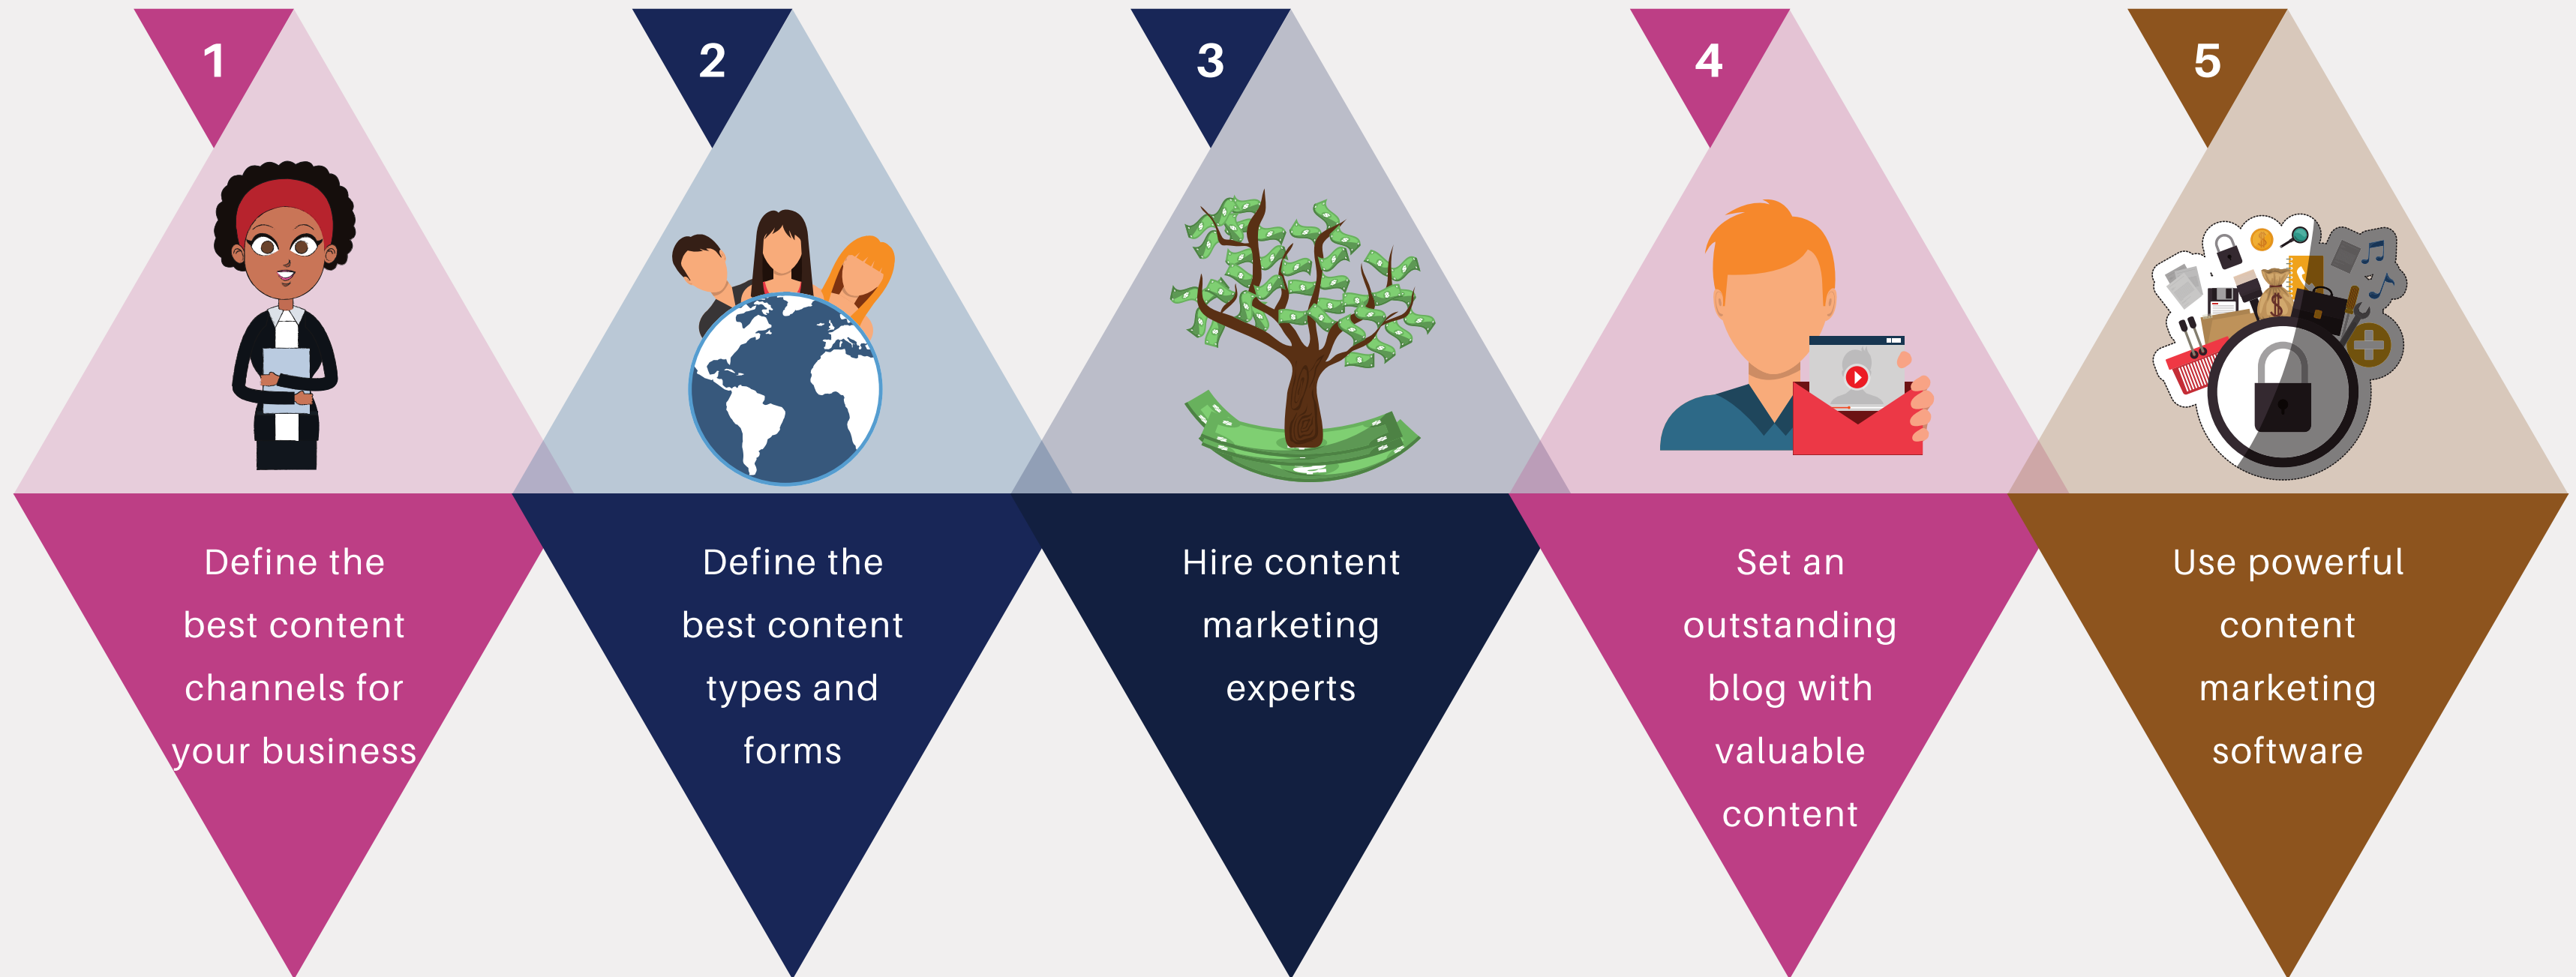 1
Define the
best content
channels for
your business
2
Define the
best content
types and
forms
3
Hire content
marketing
experts
4
Set an
outstanding
blog with
valuable
content
5
Use powerful
content
marketing
software